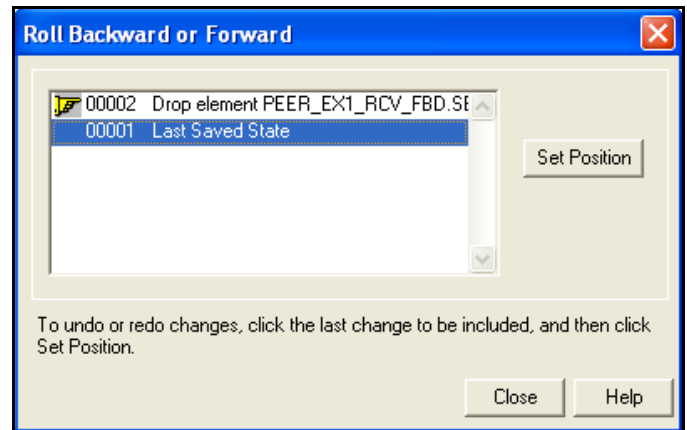 Roll Backward or Forward
00002 Drop element PEER_EX1_RCV_FBD.SE
00001 Last Saved State
Set Position
To undo or redo changes, click the last change to be included, and then click
Set Position.
Close Help